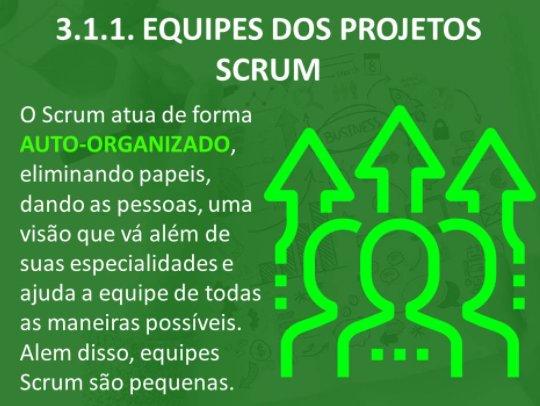 3.1.1. EQUIPES DOS PROJETOS
SCRUM
O Scrum atua de forma
AUTO-ORGANIZADO,
eliminando papeis,
dando as pessoas, uma
visão que vá além de
suas especialidades e
ajuda a equipe de todas
as maneiras possíveis.
Alem disso, equipes
Scrum são pequenas.
BUSINESS